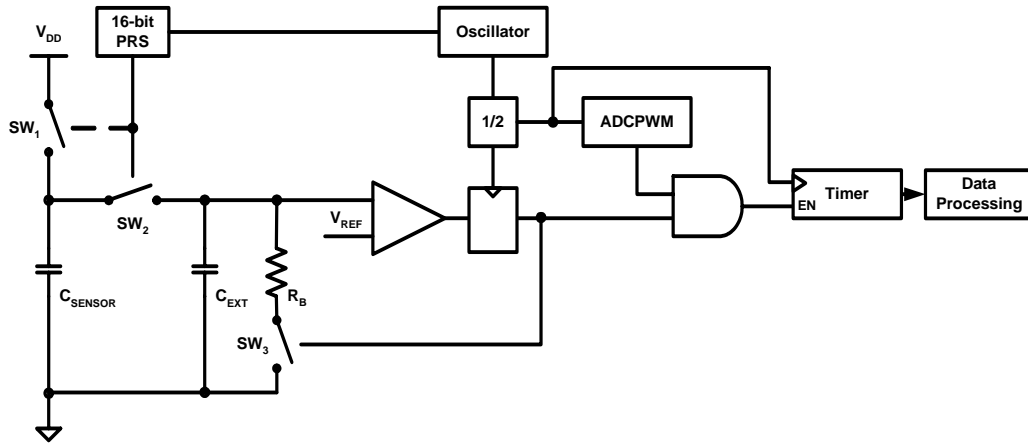 16-bit
PRS
Oscillator
VDD
SW1
1/2
ADCPWM
SW2
VREF
EN
Timer
Data
Processing
CSENSOR
CEXT
RB
SW3